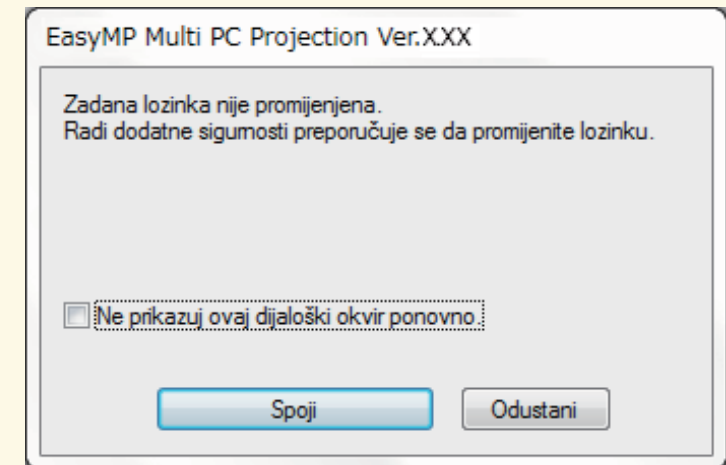 EasyMP Multi PC Projection Ver.XXX
Zadana lozinka nije promijenjena.
Radi dodatne sigurnosti preporučuje se da promijenite lozinku.
Ne prikazuj ovaj dijaloški okvir ponovno.
Spoji
Odustani